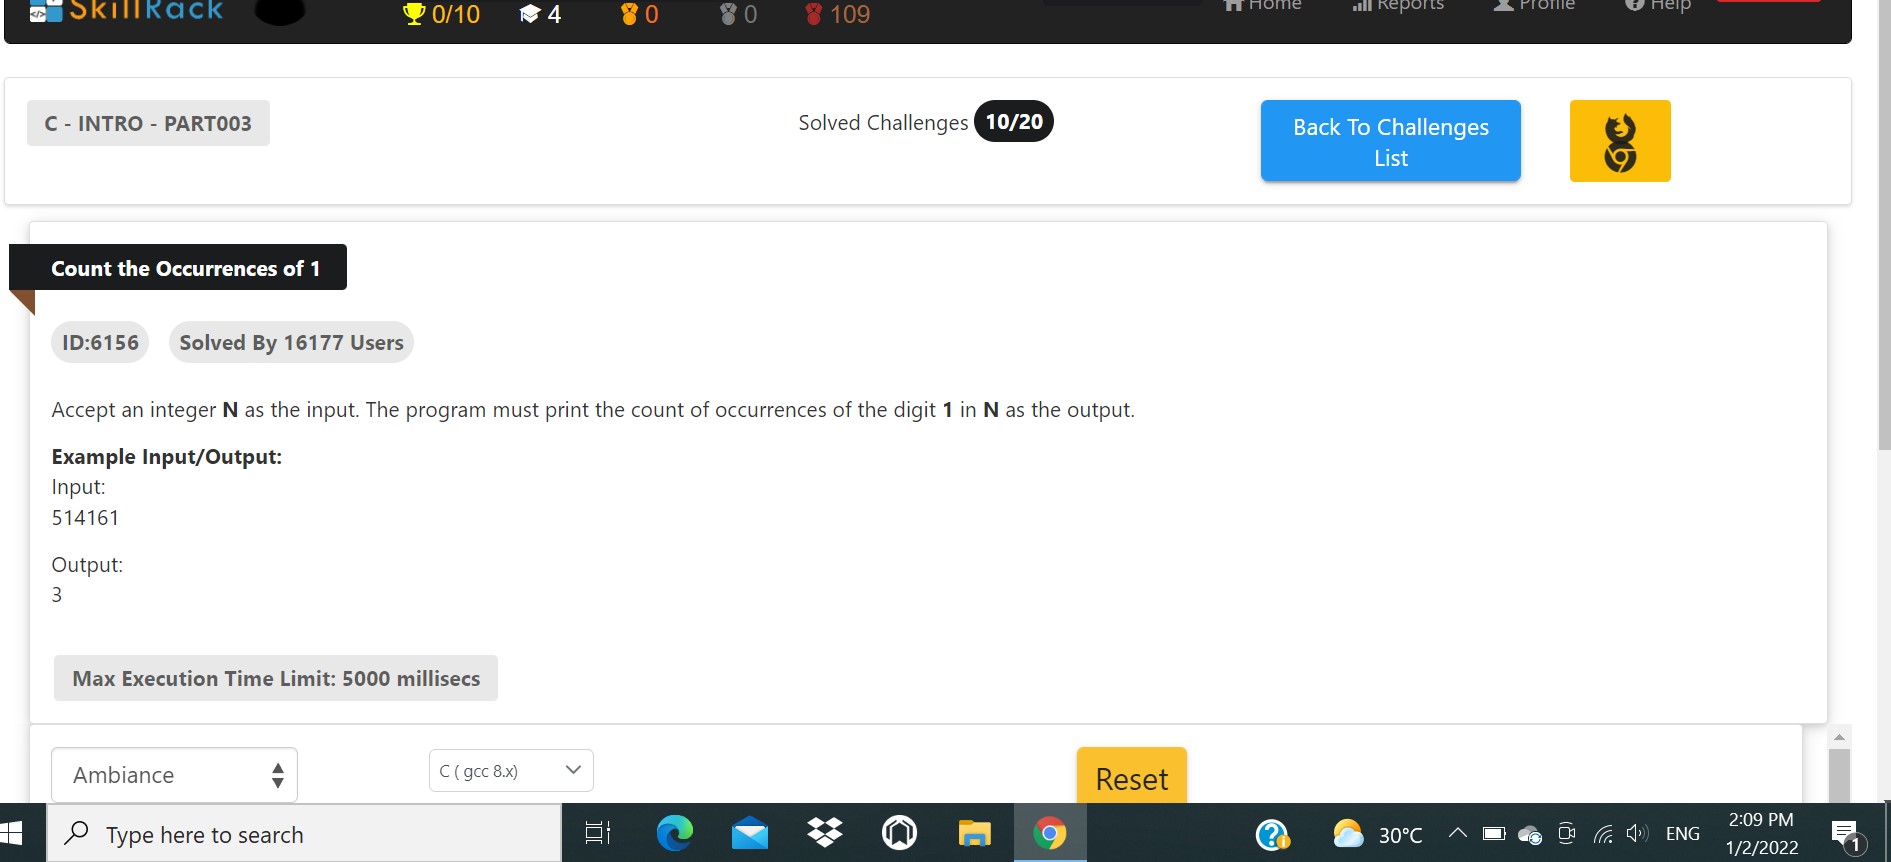 SkillRack
0/10 4 0 0 109 Home Reports Profile Help
C - INTRO - PART003
Solved Challenges 10/20
Back To Challenges
List
Count the Occurrences of 1
ID:6156 Solved By 16177 Users
Accept an integer N as the input. The program must print the count of occurrences of the digit 1 in N as the output.
Example Input/Output:
Input:
514161
Output:
3
Max Execution Time Limit: 5000 millisecs
Ambiance
C ( gcc 8.x)
Reset
Type here to search
30°C
ENG
2:09 PM
1/2/2022
1